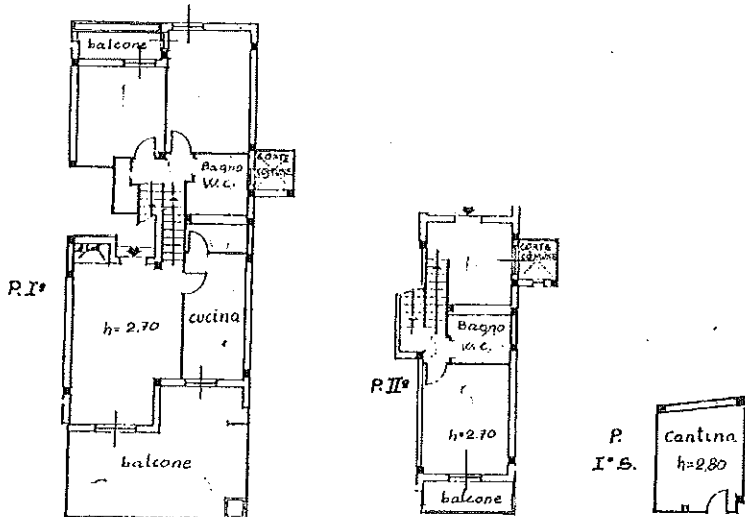 balcone
Bagno
W.C.
CORTE
COMUNE
P. I°
h= 2,70
cucina
balcone
CORTE
COMUNE
Bagno
W.C.
P. II°
h=2.70
balcone
P.
I° S.
Cantina
h=2,80